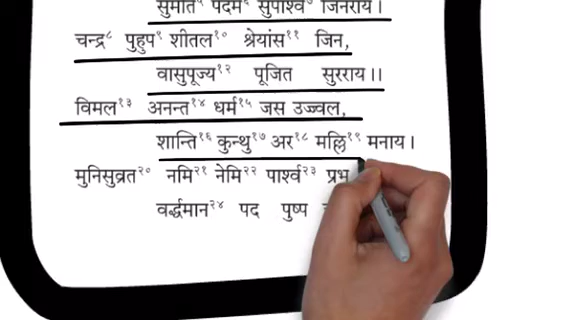 सुमति⁵ पदम⁶ सुपार्श्व⁷ जिनराय।
चन्द्र⁸ पुहुप⁹ शीतल¹⁰ श्रेयांस¹¹ जिन,
वासुपूज्य¹² पूजित सुरराय।।
विमल¹³ अनन्त¹⁴ धर्म¹⁵ जस उज्ज्वल,
शान्ति¹⁶ कुन्थु¹⁷ अर¹⁸ मल्लि¹⁹ मनाय।
मुनिसुव्रत²⁰ नमि²¹ नेमि²² पार्श्व²³ प्रभु
वर्द्धमान²⁴ पद पुष्प